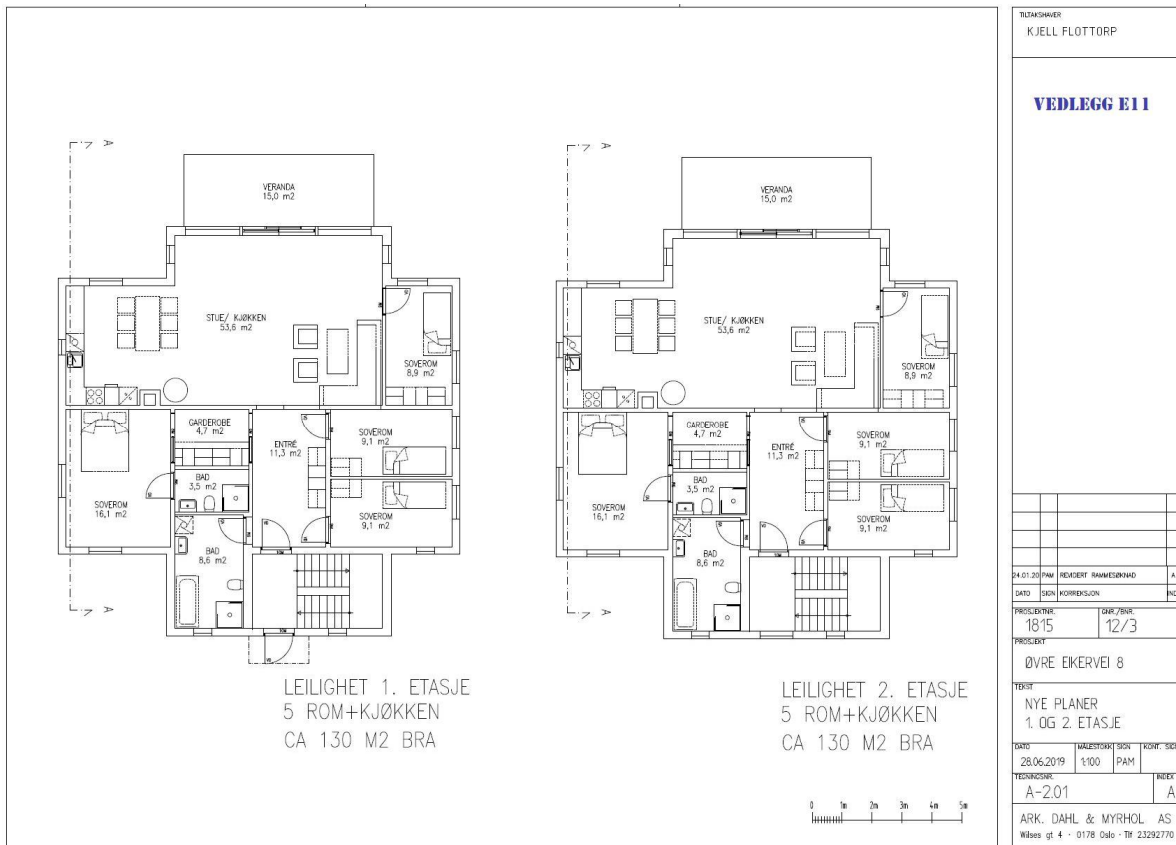 A
VERANDA
15,0 m2
STUE/ KJØKKEN
53,6 m2
SOVEROM
8,9 m2
GARDEROBE
4,7 m2
ENTRÉ
11,3 m2
SOVEROM
9,1 m2
BAD
3,5 m2
SOVEROM
16,1 m2
SOVEROM
9,1 m2
BAD
8,6 m2
A
LEILIGHET 1. ETASJE
5 ROM+KJØKKEN
CA 130 M2 BRA
A
VERANDA
15,0 m2
STUE/ KJØKKEN
53,6 m2
SOVEROM
8,9 m2
GARDEROBE
4,7 m2
ENTRÉ
11,3 m2
SOVEROM
9,1 m2
BAD
3,5 m2
SOVEROM
16,1 m2
SOVEROM
9,1 m2
BAD
8,6 m2
A
LEILIGHET 2. ETASJE
5 ROM+KJØKKEN
CA 130 M2 BRA
0 1m 2m 3m 4m 5m
TILTAKSHAVER
KJELL FLOTTORP
VEDLEGG E11
24.01.20 PAM REVIDERT RAMMESØKNAD A
DATO SIGN KORREKSJON IND
PROSJEKTNR. GNR./BNR.
1815 12/3
PROSJEKT
ØVRE EIKERVEI 8
TEKST
NYE PLANER
1. OG 2. ETASJE
DATO MÅLESTOKK SIGN KONT. SIGN
28.06.2019 1:100 PAM
TEGNINGSNR. INDEX
A-2.01 A
ARK. DAHL & MYRHOL AS
Wilses gt 4 - 0178 Oslo - Tlf 23292770